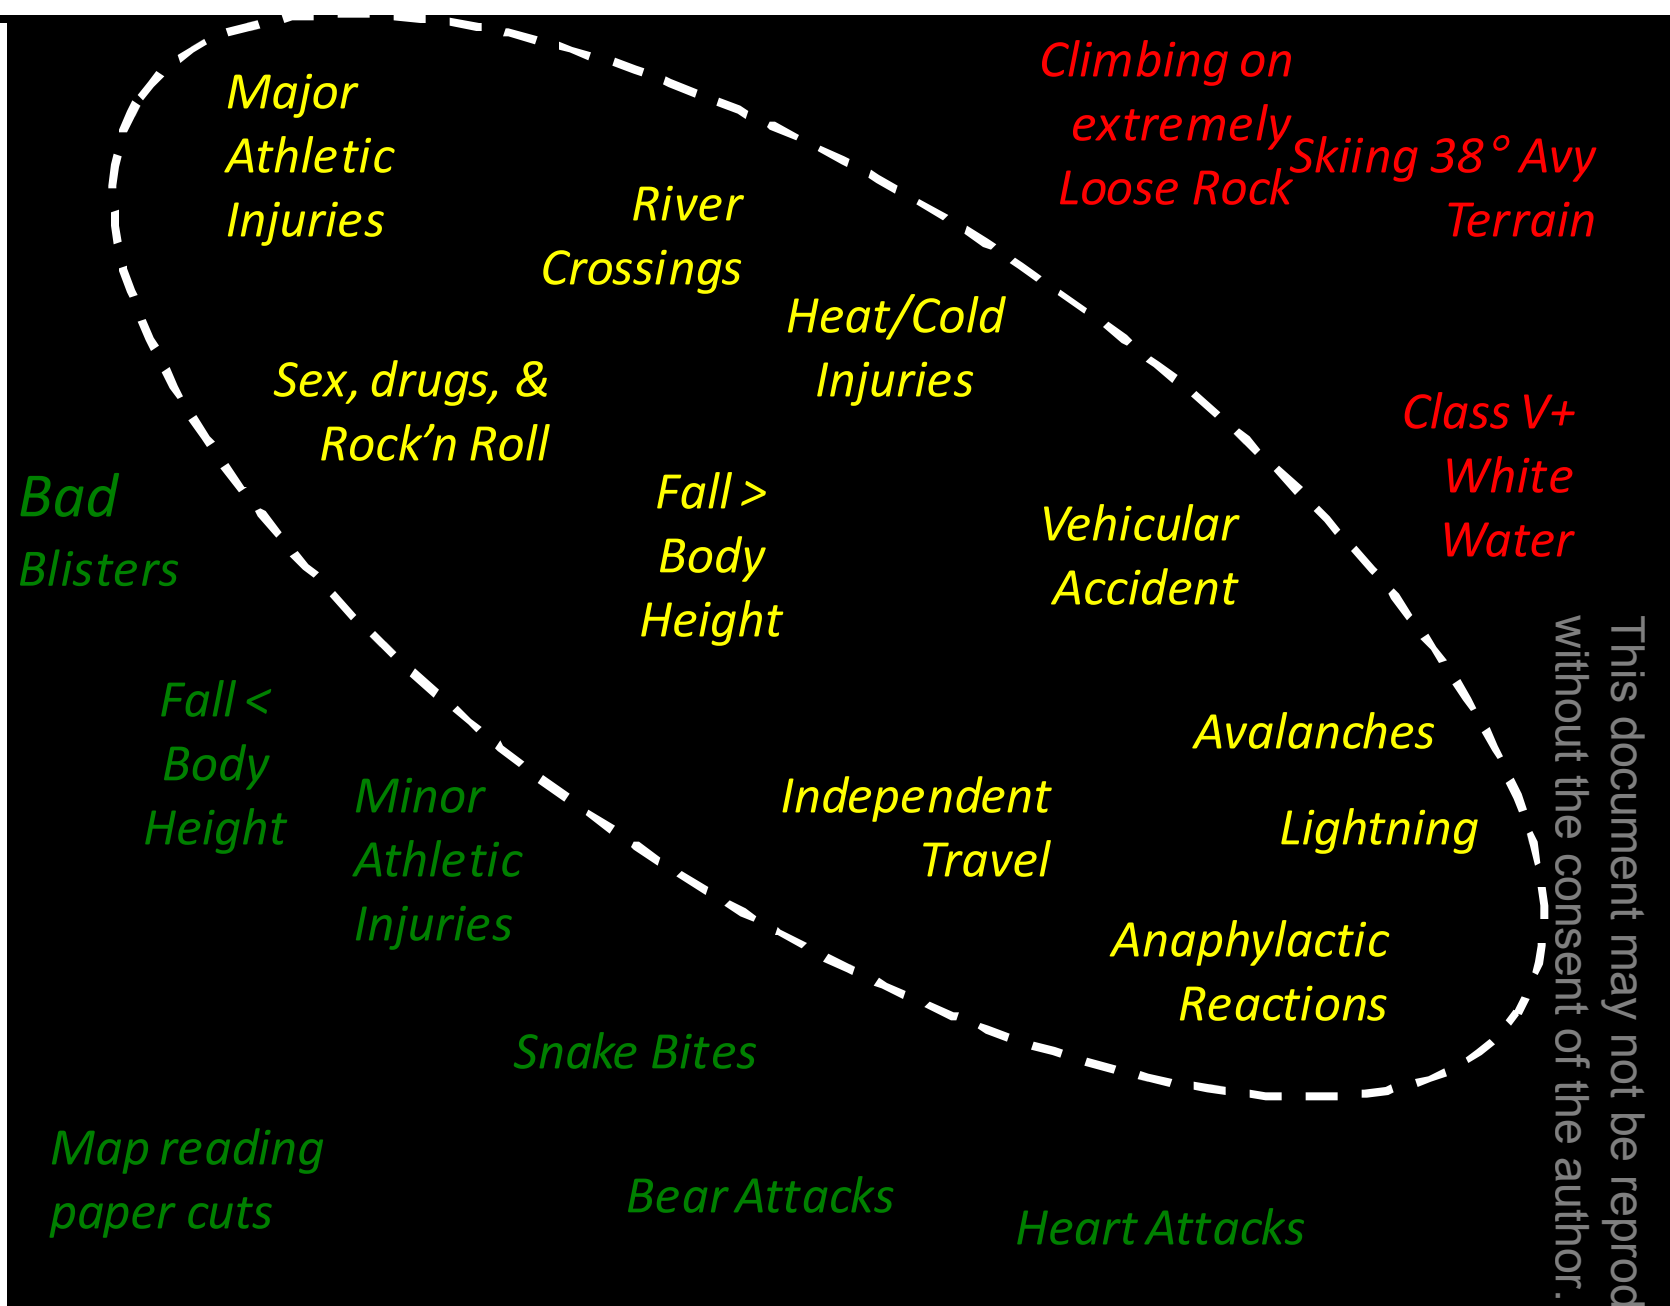 Major
Athletic
Injuries
River
Crossings
Climbing on
extremely
Loose Rock
Skiing 38° Avy
Terrain
Heat/Cold
Injuries
Sex, drugs, &
Rock’n Roll
Class V+
White
Water
Bad
Blisters
Fall >
Body
Height
Vehicular
Accident
Fall <
Body
Height
Minor
Athletic
Injuries
Independent
Travel
Avalanches
Lightning
Anaphylactic
Reactions
Snake Bites
Map reading
paper cuts
Bear Attacks
Heart Attacks
This document may not be reprod
without the consent of the author.